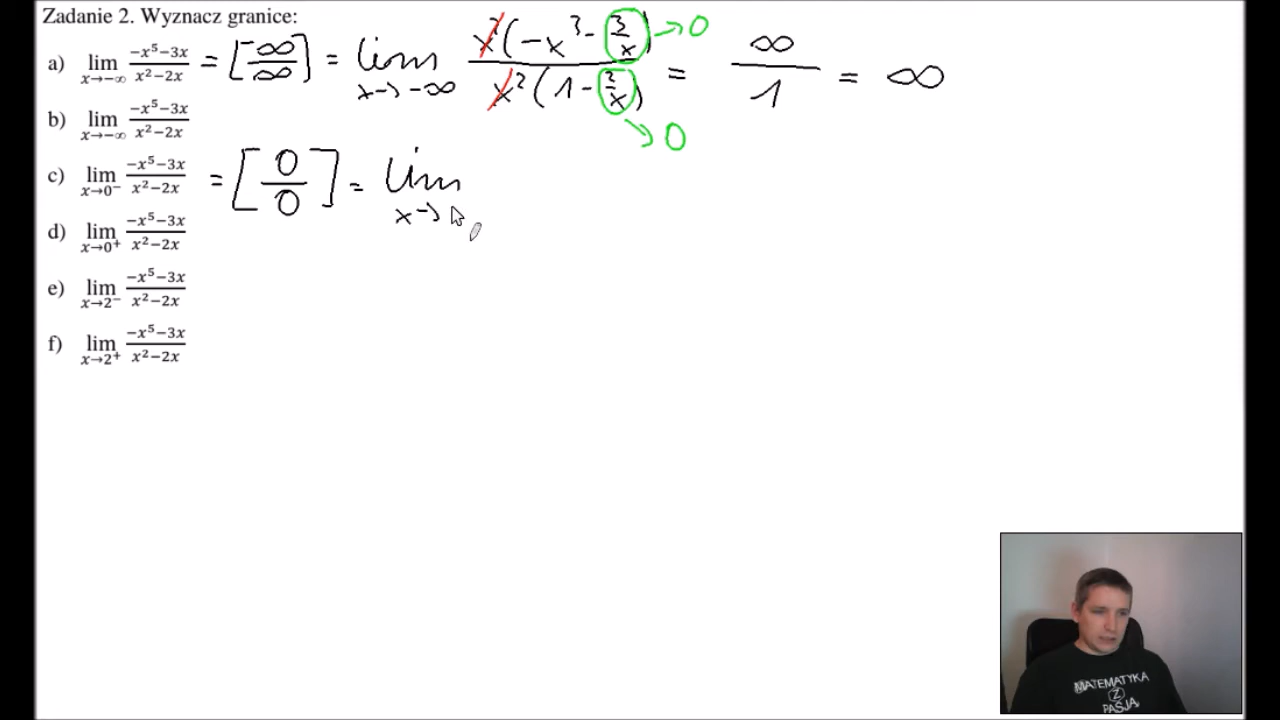 Zadanie 2. Wyznacz granice:
a) lim x→−∞ (−x⁵−3x)/(x²−2x) = [−∞/∞] = lim x→−∞ x²(−x³−3/x)/x²(1−2/x) = ∞/1 = ∞
→0
→0
b) lim x→−∞ (−x⁵−3x)/(x²−2x)
c) lim x→0⁻ (−x⁵−3x)/(x²−2x) = [0/0] = lim x→
d) lim x→0⁺ (−x⁵−3x)/(x²−2x)
e) lim x→2⁻ (−x⁵−3x)/(x²−2x)
f) lim x→2⁺ (−x⁵−3x)/(x²−2x)
MATEMATYKA
Z
PASJĄ